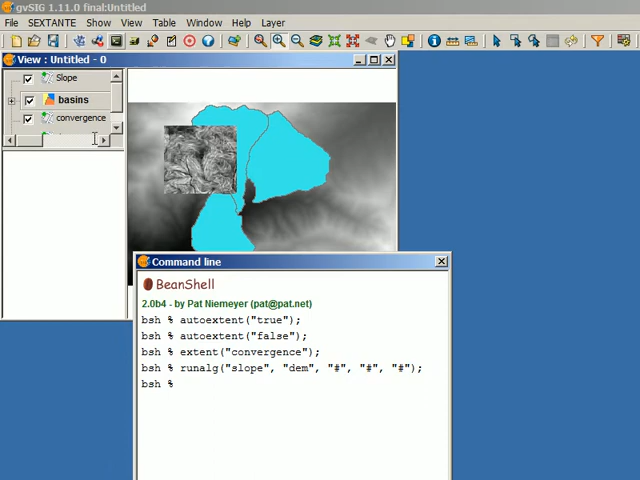 gvSIG 1.11.0 final:Untitled
File SEXTANTE Show View Table Window Help Layer
View : Untitled - 0
Slope
basins
convergence
Command line
BeanShell
2.0b4 - by Pat Niemeyer (pat@pat.net)
bsh % autoextent("true");
bsh % autoextent("false");
bsh % extent("convergence");
bsh % runalg("slope", "dem", "#", "#", "#");
bsh %